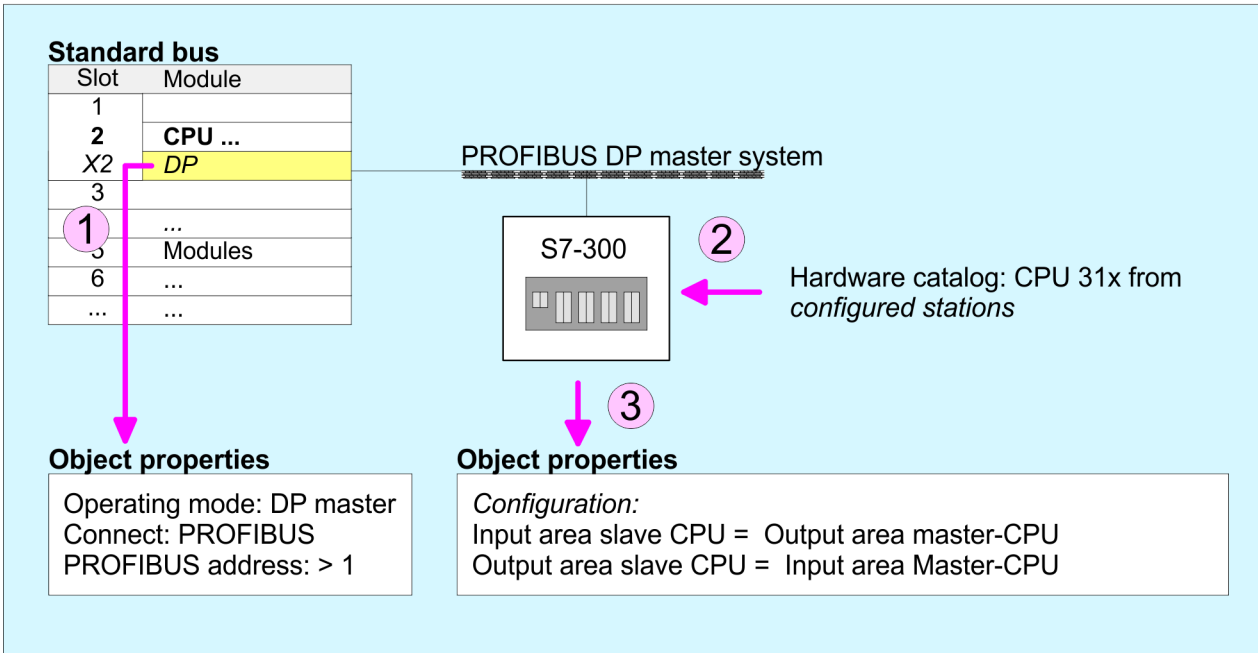 Standard bus
Slot Module
1
2 CPU ...
X2 DP
3
...
5 Modules
6 ...
... ...
1
PROFIBUS DP master system
S7-300
2
Hardware catalog: CPU 31x from
configured stations
3
Object properties
Operating mode: DP master
Connect: PROFIBUS
PROFIBUS address: > 1
Object properties
Configuration:
Input area slave CPU = Output area master-CPU
Output area slave CPU = Input area Master-CPU